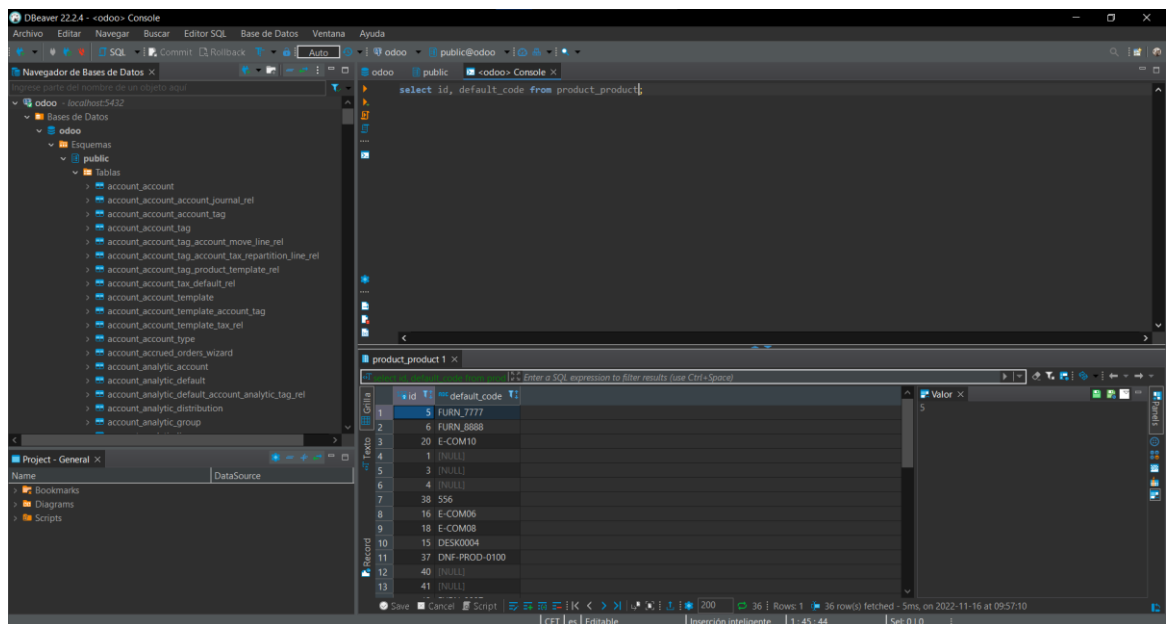 DBeaver 22.2.4 - <odoo> Console
Archivo Editar Navegar Buscar Editor SQL Base de Datos Ventana Ayuda
SQL Commit Rollback Auto odoo public@odoo
Navegador de Bases de Datos
odoo public <odoo> Console
Ingrese parte del nombre de un objeto aquí
select id, default_code from product_product;
odoo - localhost:5432
Bases de Datos
odoo
Esquemas
public
Tablas
account_account
account_account_account_journal_rel
account_account_account_tag
account_account_tag
account_account_tag_account_move_line_rel
account_account_tag_account_tax_repartition_line_rel
account_account_tag_product_template_rel
account_account_tax_default_rel
account_account_template
account_account_template_account_tag
account_account_template_tax_rel
account_account_type
account_accrued_orders_wizard
account_analytic_account
account_analytic_default
account_analytic_default_account_analytic_tag_rel
account_analytic_distribution
account_analytic_group
Project - General
Name DataSource
Bookmarks
Diagrams
Scripts
product_product 1
select id, default_code from prod Enter a SQL expression to filter results (use Ctrl+Space)
Grilla
Texto
Record
id default_code
1 5 FURN_7777
2 6 FURN_8888
3 20 E-COM10
4 1 [NULL]
5 3 [NULL]
6 4 [NULL]
7 38 556
8 16 E-COM06
9 18 E-COM08
10 15 DESK0004
11 37 DNF-PROD-0100
12 40 [NULL]
13 41 [NULL]
Valor
5
Panels
Save Cancel Script 200 36 Rows: 1 36 row(s) fetched - 5ms, on 2022-11-16 at 09:57:10
CET es Editable Inserción inteligente 1 : 45 : 44 Sel: 0 | 0